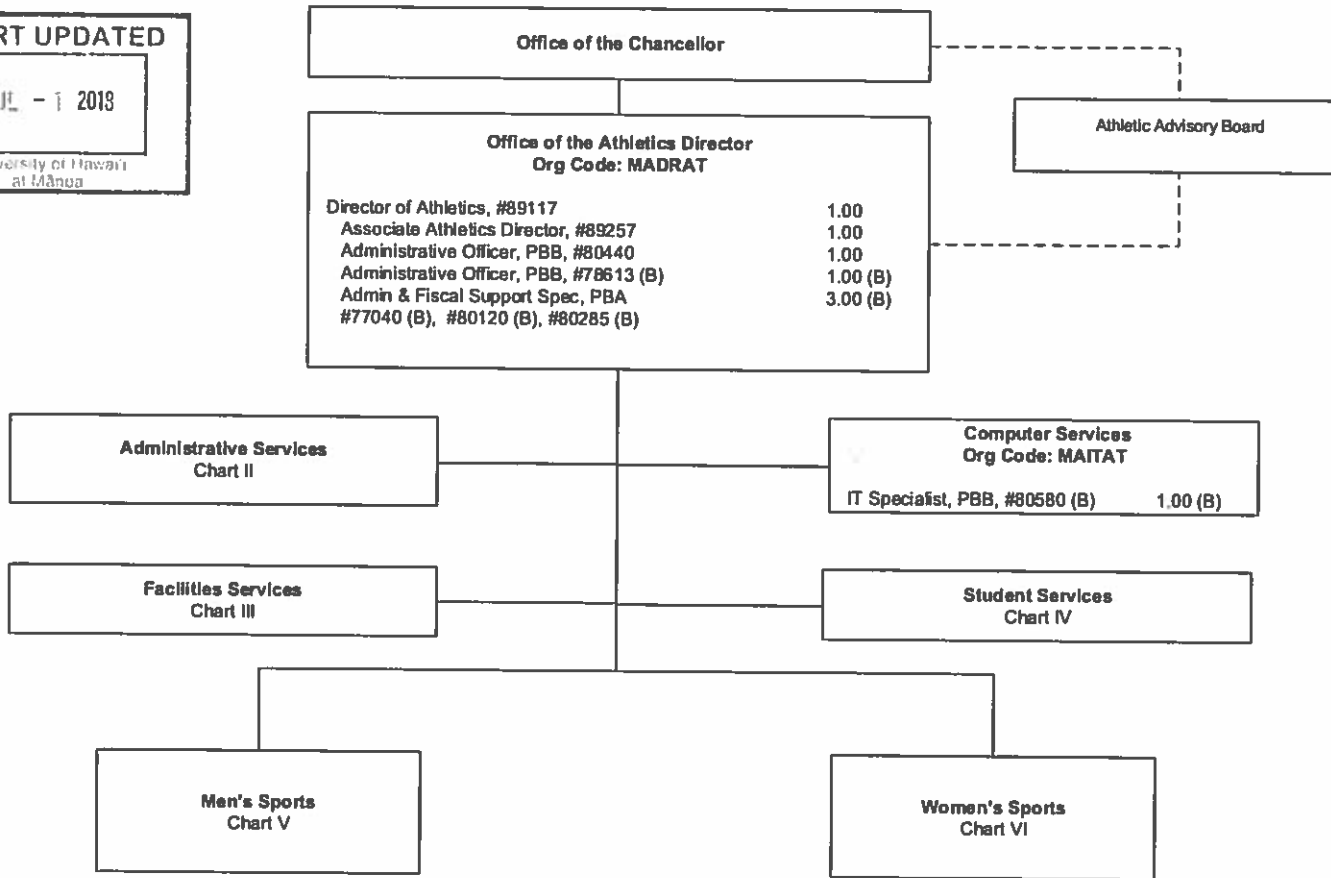 RT UPDATED
- 1 2018
University of Hawai'i
at Mānoa
Office of the Chancellor
Athletic Advisory Board
Office of the Athletics Director
Org Code: MADRAT
Director of Athletics, #89117 1.00
Associate Athletics Director, #89257 1.00
Administrative Officer, PBB, #80440 1.00
Administrative Officer, PBB, #78613 (B) 1.00 (B)
Admin & Fiscal Support Spec, PBA 3.00 (B)
#77040 (B), #80120 (B), #80285 (B)
Administrative Services
Chart II
Computer Services
Org Code: MAITAT
IT Specialist, PBB, #80580 (B) 1.00 (B)
Facilities Services
Chart III
Student Services
Chart IV
Men's Sports
Chart V
Women's Sports
Chart VI